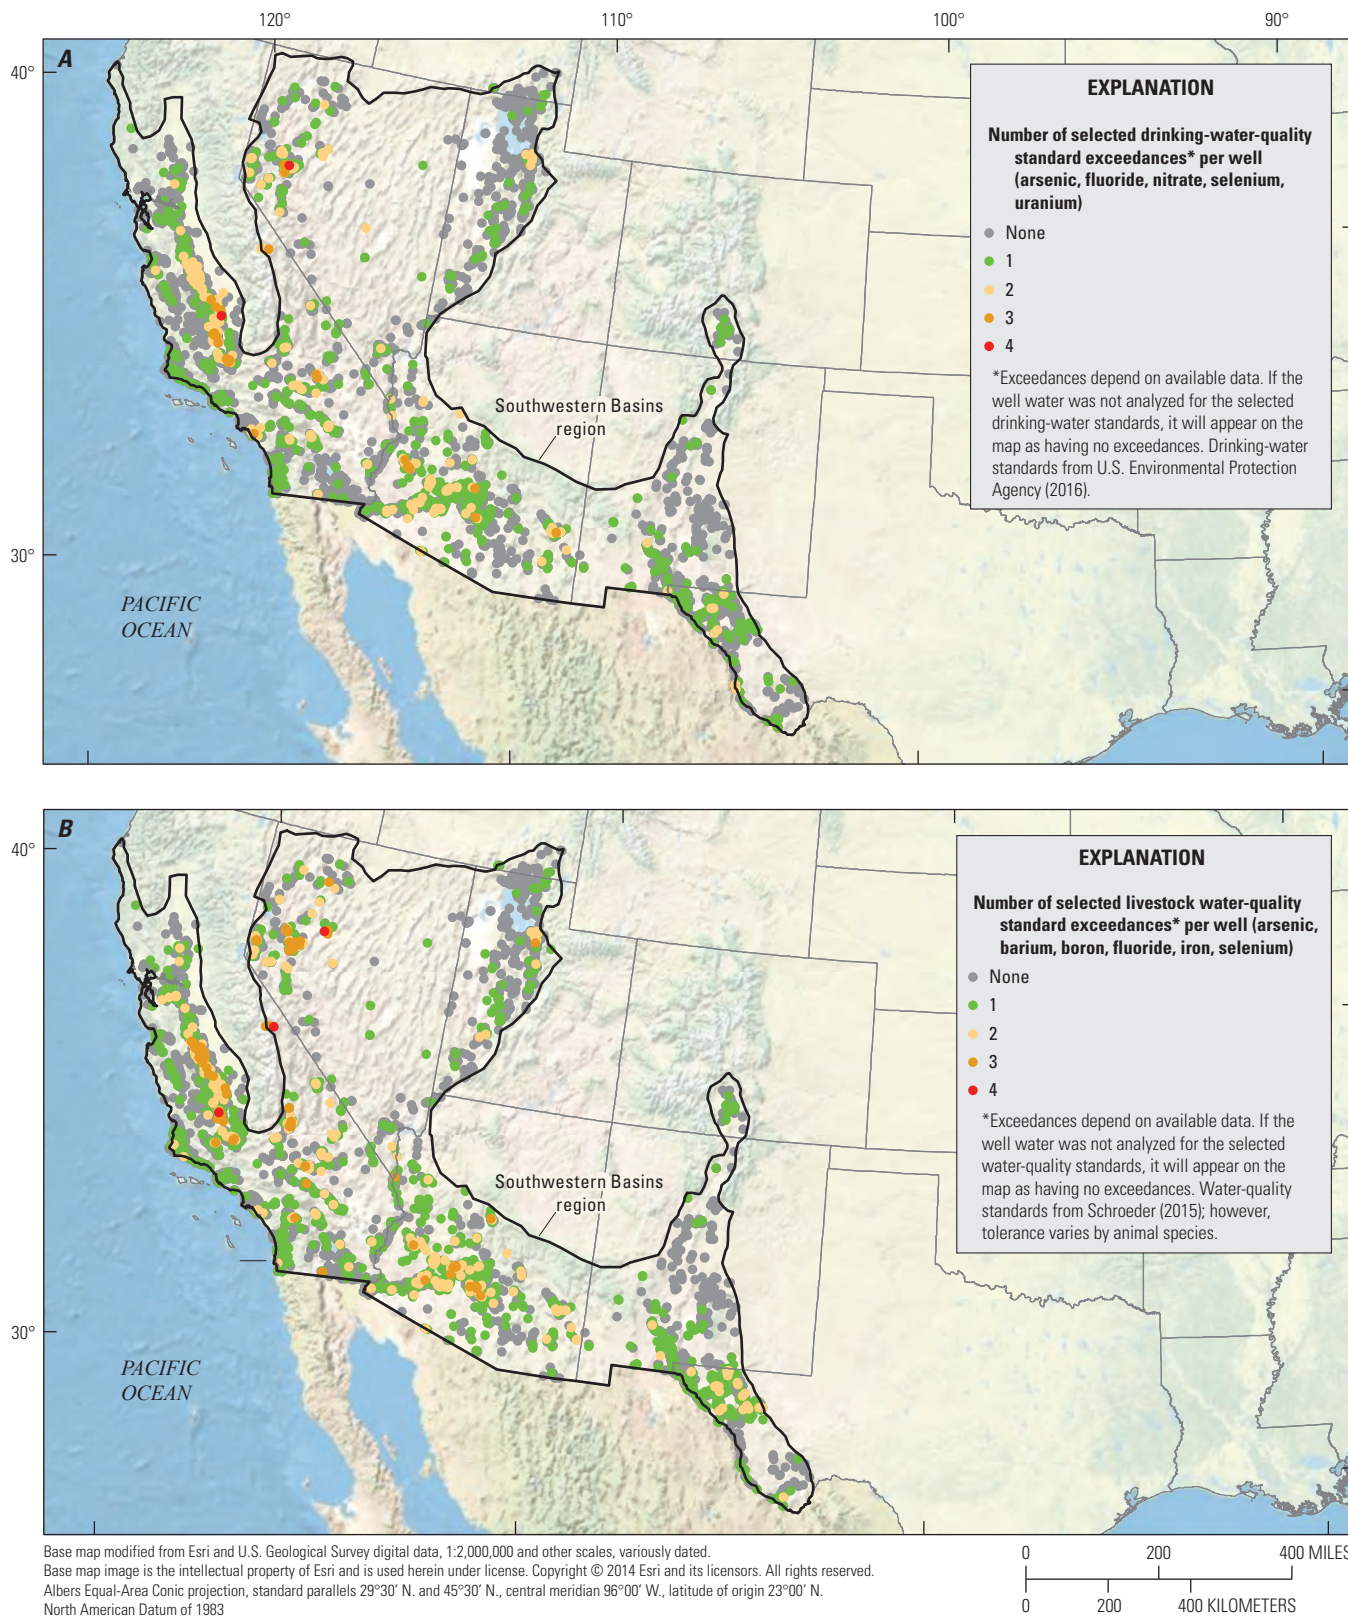 120°
110°
100°
90°
A
40°
30°
EXPLANATION
Number of selected drinking-water-quality
standard exceedances* per well
(arsenic, fluoride, nitrate, selenium,
uranium)
None
1
2
3
4
*Exceedances depend on available data. If the
well water was not analyzed for the selected
drinking-water standards, it will appear on the
map as having no exceedances. Drinking-water
standards from U.S. Environmental Protection
Agency (2016).
Southwestern Basins
region
PACIFIC
OCEAN
B
40°
30°
EXPLANATION
Number of selected livestock water-quality
standard exceedances* per well (arsenic,
barium, boron, fluoride, iron, selenium)
None
1
2
3
4
*Exceedances depend on available data. If the
well water was not analyzed for the selected
water-quality standards, it will appear on the
map as having no exceedances. Water-quality
standards from Schroeder (2015); however,
tolerance varies by animal species.
Southwestern Basins
region
PACIFIC
OCEAN
Base map modified from Esri and U.S. Geological Survey digital data, 1:2,000,000 and other scales, variously dated.
Base map image is the intellectual property of Esri and is used herein under license. Copyright © 2014 Esri and its licensors. All rights reserved.
Albers Equal-Area Conic projection, standard parallels 29°30′ N. and 45°30′ N., central meridian 96°00′ W., latitude of origin 23°00′ N.
North American Datum of 1983
0 200 400 MILES
0 200 400 KILOMETERS